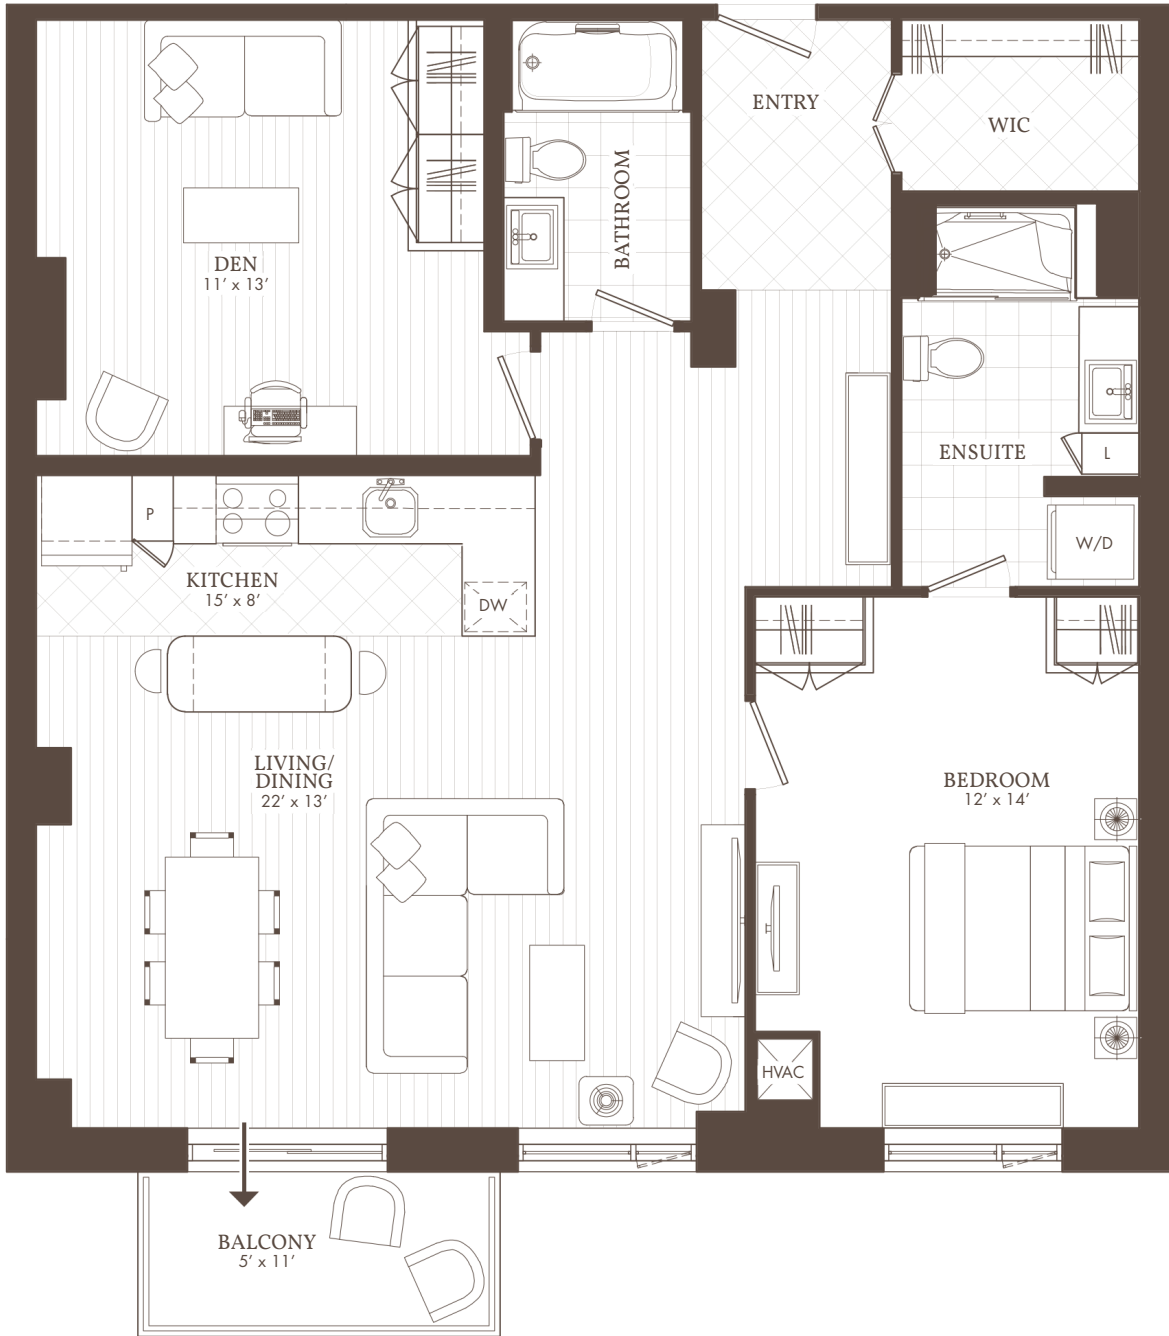 ENTRY
WIC
BATHROOM
DEN
11’ x 13’
ENSUITE
L
P
W/D
KITCHEN
15’ x 8’
DW
LIVING/
DINING
22’ x 13’
BEDROOM
12’ x 14’
HVAC
BALCONY
5’ x 11’